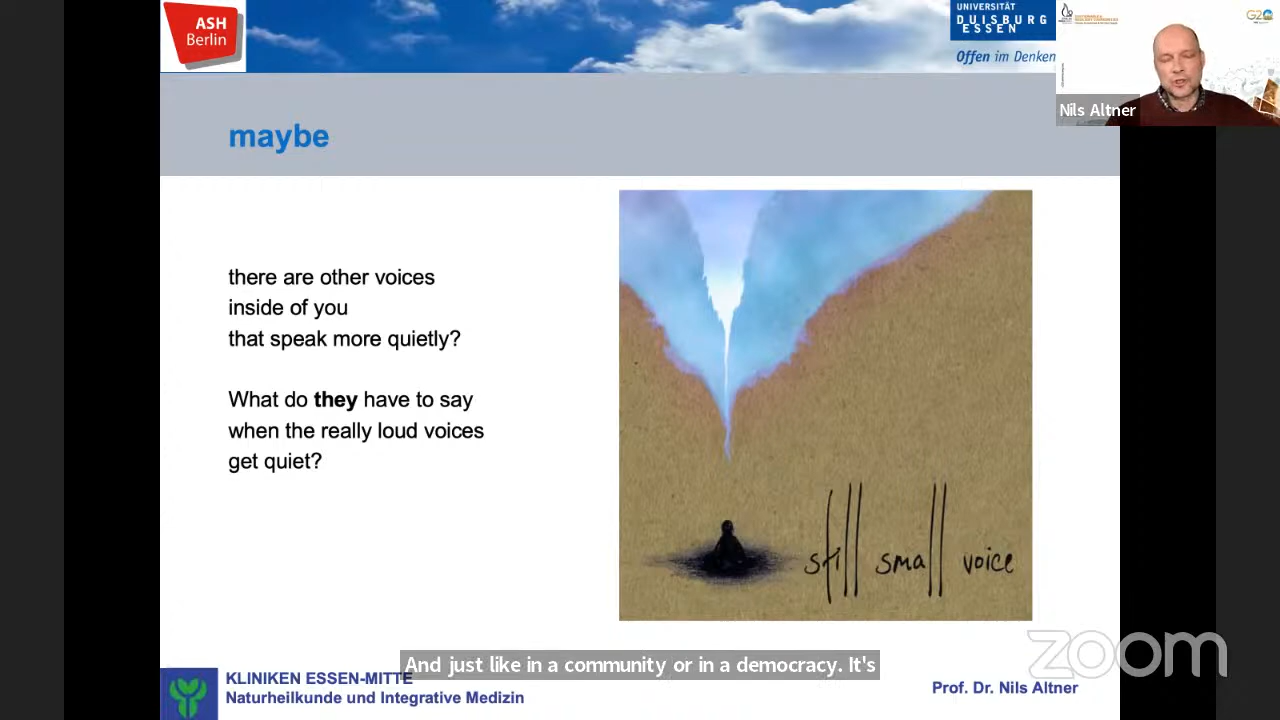 ASH
Berlin
UNIVERSITÄT
DUISBURG
ESSEN
Offen im Denken
G20
Nils Altner
maybe
there are other voices
inside of you
that speak more quietly?
What do they have to say
when the really loud voices
get quiet?
still small voice
And just like in a community or in a democracy. It's
zoom
KLINIKEN ESSEN-MITTE
Naturheilkunde und Integrative Medizin
Prof. Dr. Nils Altner